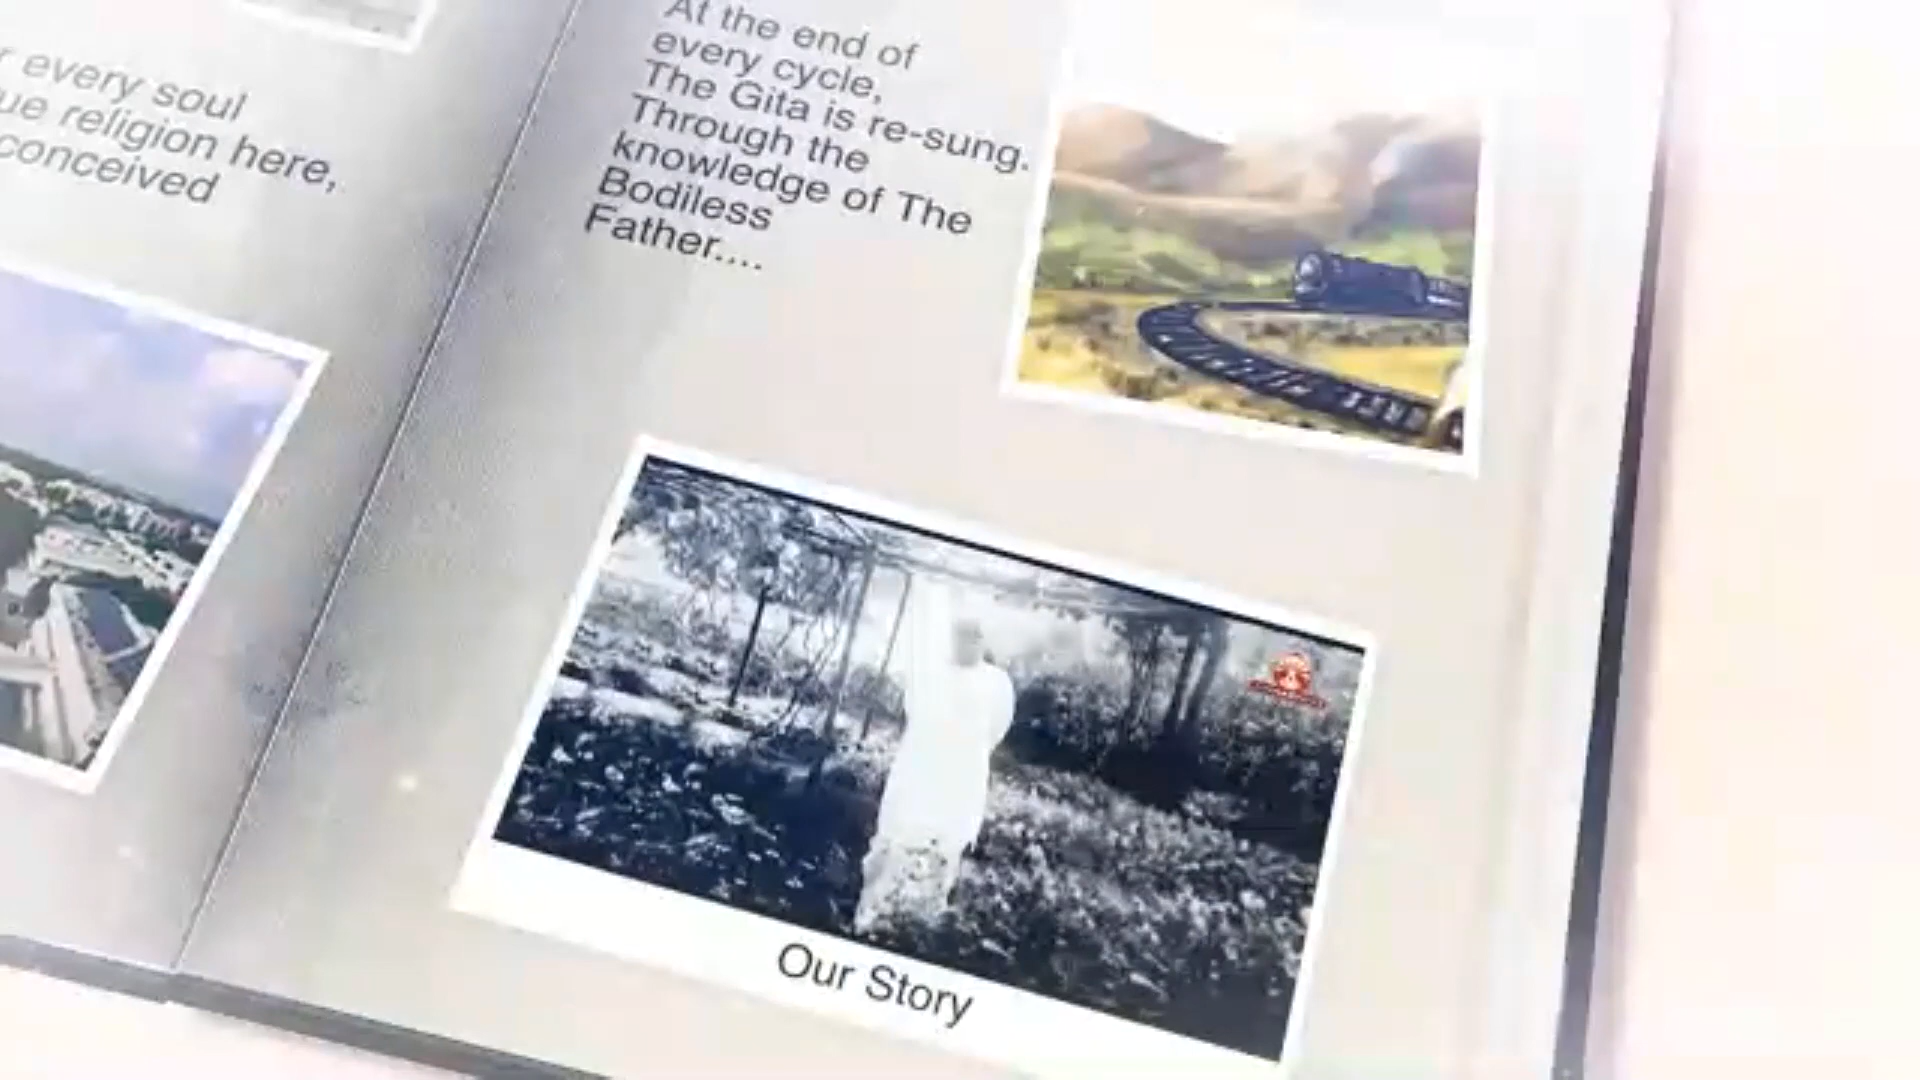 every soul
religion here,
conceived
At the end of
every cycle,
The Gita is re-sung.
Through the
knowledge of The
Bodiless
Father....
Our Story